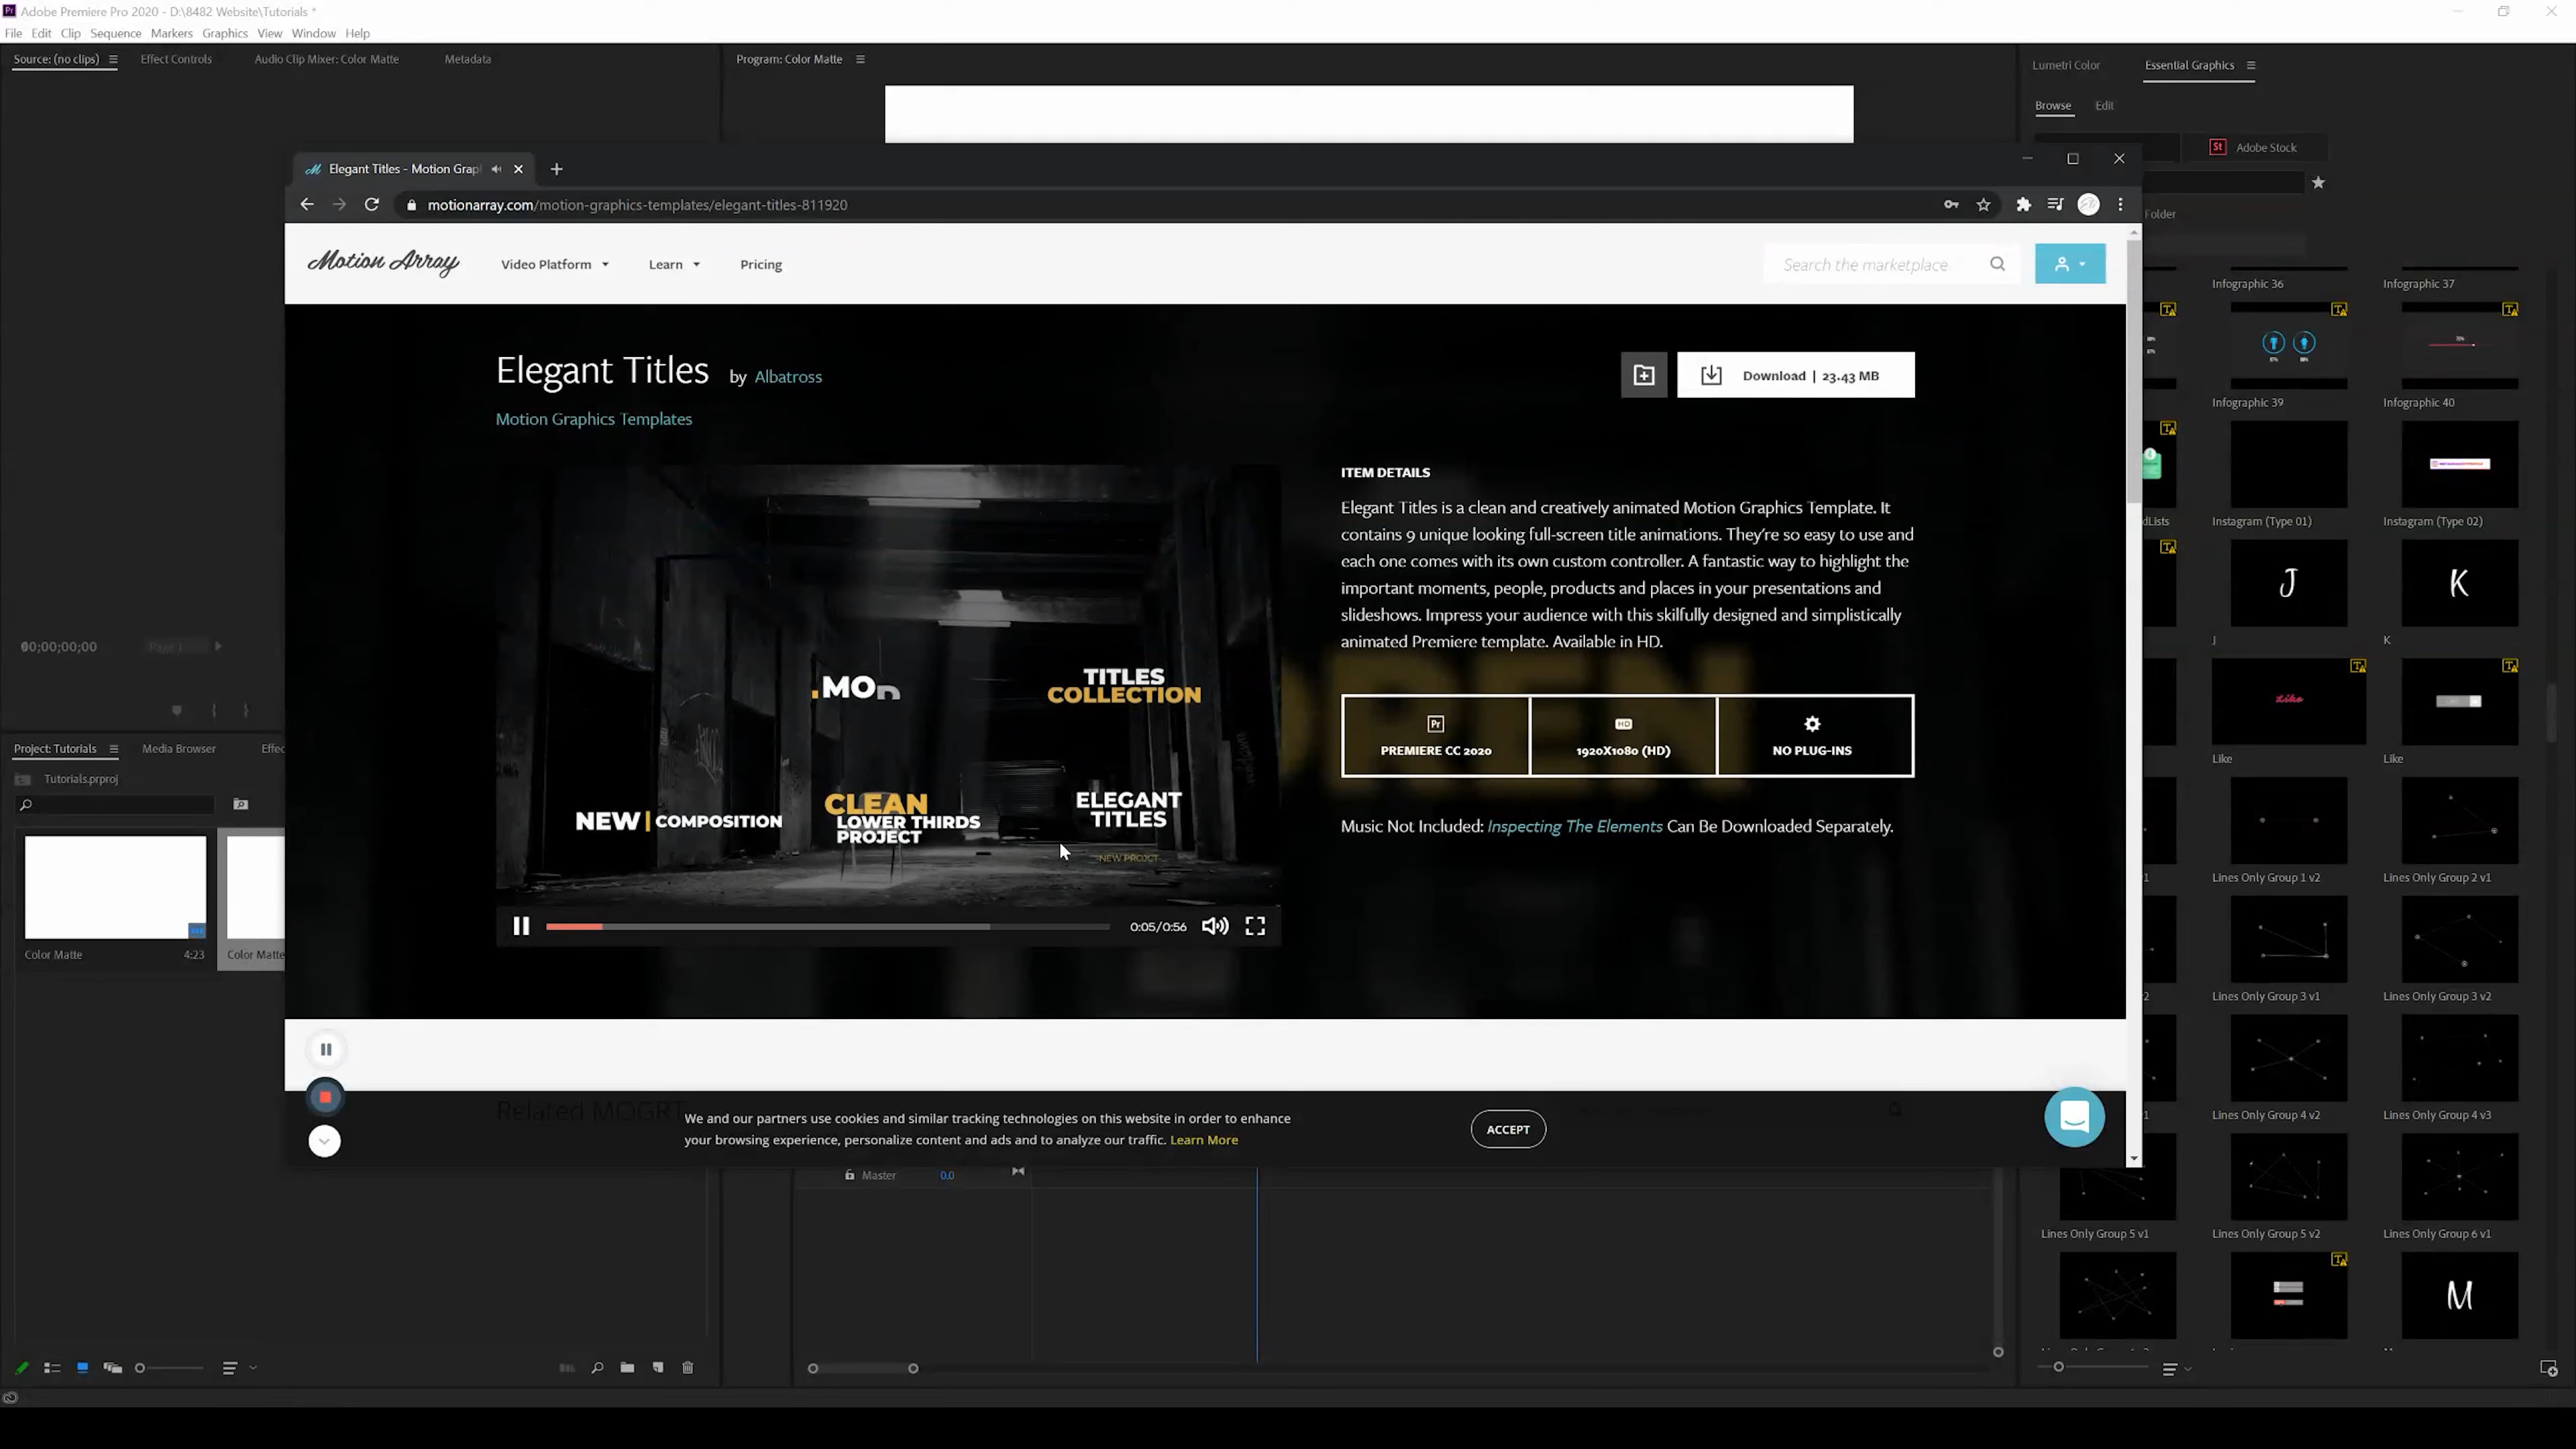 Adobe Premiere Pro 2020 - D:\8482 Website\Tutorials *
File Edit Clip Sequence Markers Graphics View Window Help
Source: (no clips) Effect Controls Audio Clip Mixer: Color Matte Metadata
Program: Color Matte
Lumetri Color Essential Graphics
Browse Edit
Adobe Stock
Folder
Elegant Titles - Motion Grap
motionarray.com/motion-graphics-templates/elegant-titles-811920
Motion Array Video Platform Learn Pricing
Search the marketplace
Elegant Titles by Albatross
Motion Graphics Templates
Download | 23.43 MB
ITEM DETAILS
Elegant Titles is a clean and creatively animated Motion Graphics Template. It
contains 9 unique looking full-screen title animations. They're so easy to use and
each one comes with its own custom controller. A fantastic way to highlight the
important moments, people, products and places in your presentations and
slideshows. Impress your audience with this skilfully designed and simplistically
animated Premiere template. Available in HD.
PREMIERE CC 2020
HD
1920X1080 (HD)
NO PLUG-INS
Music Not Included: Inspecting The Elements Can Be Downloaded Separately.
.MOn
TITLES
COLLECTION
NEW | COMPOSITION
CLEAN
LOWER THIRDS
PROJECT
ELEGANT
TITLES
-NEW PROJCT-
0:05/0:56
00;00;00;00
Project: Tutorials Media Browser Effec
Tutorials.prproj
Color Matte 4:23
Color Matte
Related MOGRT
We and our partners use cookies and similar tracking technologies on this website in order to enhance
your browsing experience, personalize content and ads and to analyze our traffic. Learn More
ACCEPT
Master 0.0
Infographic 36 Infographic 37
Infographic 39 Infographic 40
dLists Instagram (Type 01) Instagram (Type 02)
J K
J K
Like
Like Like
Lines Only Group 1 v2 Lines Only Group 2 v1
Lines Only Group 3 v1 Lines Only Group 3 v2
Lines Only Group 4 v2 Lines Only Group 4 v3
Lines Only Group 5 v1 Lines Only Group 5 v2 Lines Only Group 6 v1
M